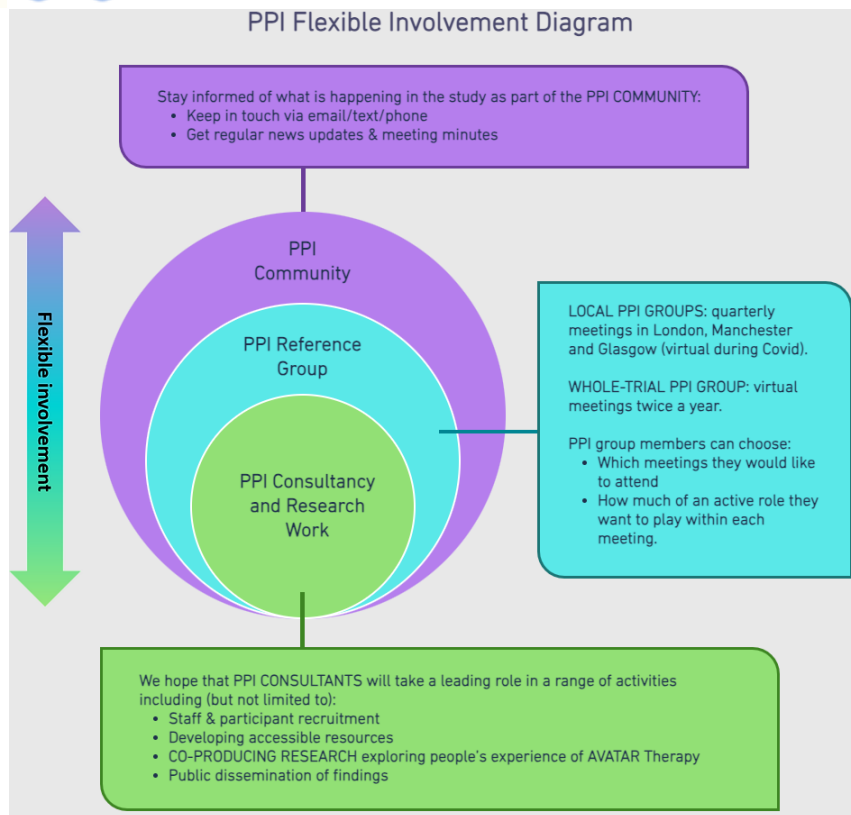 PPI Flexible Involvement Diagram
Stay informed of what is happening in the study as part of the PPI COMMUNITY:
• Keep in touch via email/text/phone
• Get regular news updates & meeting minutes
Flexible involvement
PPI
Community
PPI Reference
Group
PPI Consultancy
and Research
Work
LOCAL PPI GROUPS: quarterly
meetings in London, Manchester
and Glasgow (virtual during Covid).
WHOLE-TRIAL PPI GROUP: virtual
meetings twice a year.
PPI group members can choose:
• Which meetings they would like
to attend
• How much of an active role they
want to play within each
meeting.
We hope that PPI CONSULTANTS will take a leading role in a range of activities
including (but not limited to):
• Staff & participant recruitment
• Developing accessible resources
• CO-PRODUCING RESEARCH exploring people's experience of AVATAR Therapy
• Public dissemination of findings